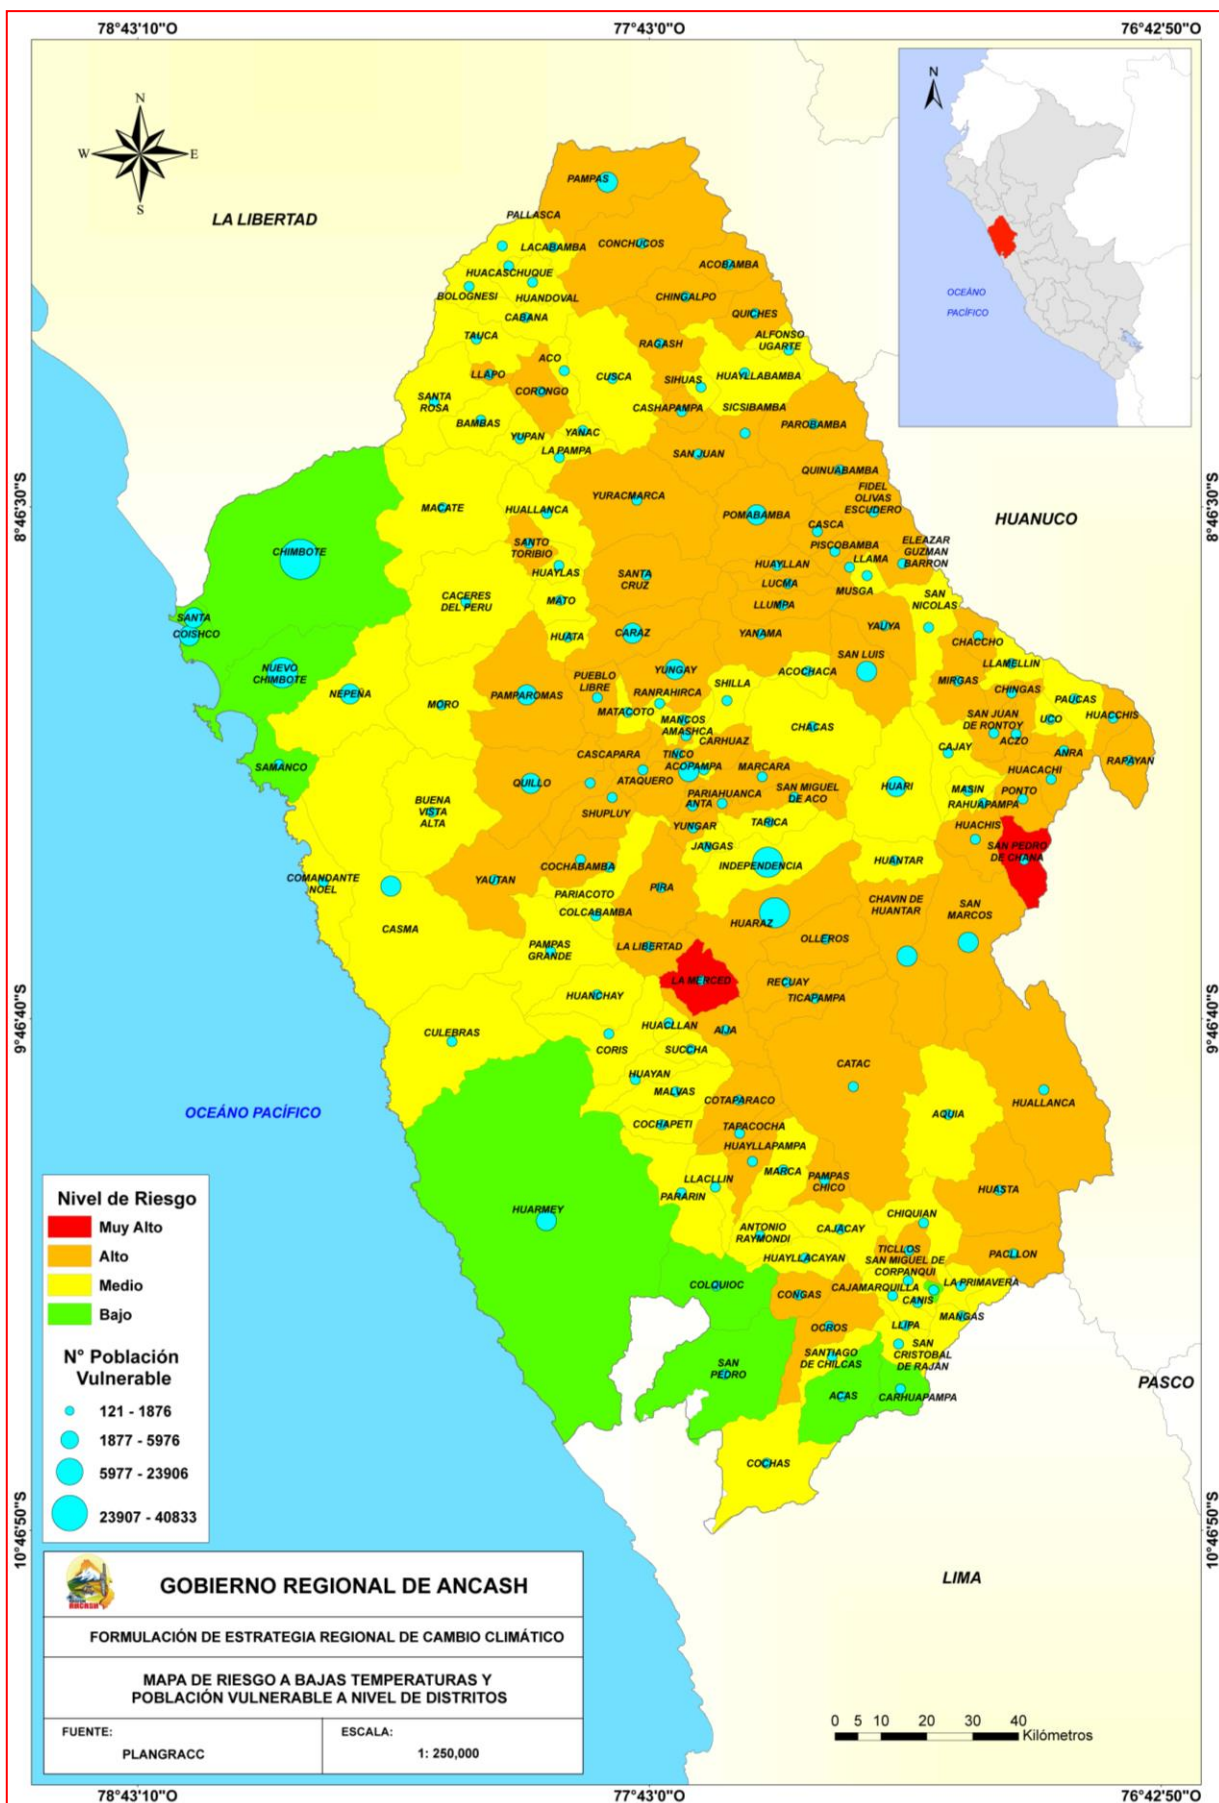 78°43'10"O
77°43'0"O
76°42'50"O
N
W
E
S
N
OCEÁNO
PACÍFICO
LA LIBERTAD
PAMPAS
PALLASCA
LACABAMBA
CONCHUCOS
ACOBAMBA
HUACASCHUQUE
BOLOGNESI
HUANDOVAL
CHINGALPO
CABANA
QUICHES
TAUCA
ALFONSO
UGARTE
RAGASH
ACO
LLAPO
CUSCA
SIHUAS
HUAYLLABAMBA
CORONGO
SANTA
ROSA
CASHAPAMPA
SICSIBAMBA
BAMBAS
PAROBAMBA
YUPAN
YANAC
LA PAMPA
SAN JUAN
QUINUABAMBA
8°46'30"S
8°46'30"S
FIDEL
OLIVAS
ESCUDERO
YURACMARCA
MACATE
HUALLANCA
POMABAMBA
HUANUCO
CASCA
CHIMBOTE
SANTO
TORIBIO
PISCOBAMBA
ELEAZAR
GUZMAN
BARRON
HUAYLLAN
LLAMA
HUAYLAS
SANTA
CRUZ
LUCMA
MUSGA
CACERES
DEL PERU
MATO
LLUMPA
SAN
NICOLAS
SANTA
COISHCO
HUATA
CARAZ
YANAMA
YAUYA
CHACCHO
SAN LUIS
LLAMELLIN
NUEVO
CHIMBOTE
YUNGAY
ACOCHACA
PUEBLO
LIBRE
SHILLA
MIRGAS
CHINGAS
NEPEÑA
PAMPAROMAS
RANRAHIRCA
PAUCAS
MORO
MATACOTO
MANCOS
CHACAS
SAN JUAN
DE RONTOY
UCO
HUACCHIS
AMASHCA
CARHUAZ
ACZO
CASCAPARA
TINCO
CAJAY
ANRA
SAMANCO
ACOPAMPA
RAPAYAN
QUILLO
ATAQUERO
MARCARA
HUACACHI
PARIAHUANCA
SAN MIGUEL
DE ACO
HUARI
MASIN
PONTO
BUENA
VISTA
ALTA
ANTA
RAHUAPAMPA
SHUPLUY
YUNGAR
TARICA
HUACHIS
JANGAS
SAN PEDRO
DE CHANA
COCHABAMBA
INDEPENDENCIA
HUANTAR
COMANDANTE
NOEL
YAUTAN
PIRA
PARIACOTO
CHAVIN DE
HUANTAR
SAN
MARCOS
COLCABAMBA
CASMA
HUARAZ
PAMPAS
GRANDE
LA LIBERTAD
OLLEROS
LA MERCED
RECUAY
HUANCHAY
TICAPAMPA
9°46'40"S
9°46'40"S
CULEBRAS
HUACLLAN
AIJA
CORIS
SUCCHA
CATAC
HUAYAN
MALVAS
HUALLANCA
COTAPARACO
OCEÁNO PACÍFICO
AQUIA
COCHAPETI
TAPACOCHA
HUAYLLAPAMPA
MARCA
LLACLLIN
PAMPAS
CHICO
HUASTA
PARARIN
HUARMEY
CHIQUIAN
ANTONIO
RAYMONDI
CAJACAY
TICLLOS
PACLLON
HUAYLLACAYAN
SAN MIGUEL DE
CORPANQUI
COLQUIOC
CAJAMARQUILLA
LA PRIMAVERA
CONGAS
CANIS
MANGAS
OCROS
LLIPA
SAN
CRISTOBAL
DE RAJAN
SAN
PEDRO
SANTIAGO
DE CHILCAS
PASCO
ACAS
CARHUAPAMPA
COCHAS
Nivel de Riesgo
Muy Alto
Alto
Medio
Bajo
N° Población
Vulnerable
121 - 1876
1877 - 5976
5977 - 23906
23907 - 40833
10°46'50"S
10°46'50"S
LIMA
ANCASH
GOBIERNO REGIONAL DE ANCASH
FORMULACIÓN DE ESTRATEGIA REGIONAL DE CAMBIO CLIMÁTICO
MAPA DE RIESGO A BAJAS TEMPERATURAS Y
POBLACIÓN VULNERABLE A NIVEL DE DISTRITOS
FUENTE:
PLANGRACC
ESCALA:
1: 250,000
0 5 10 20 30 40
Kilómetros
78°43'10"O
77°43'0"O
76°42'50"O